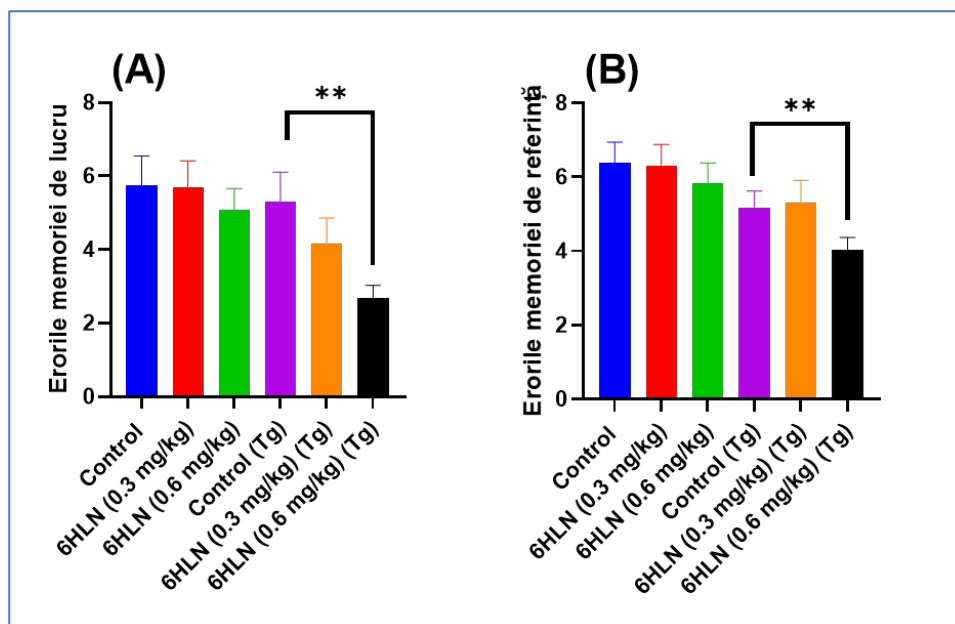 (A)
Erorile memoriei de lucru
8
6
4
2
0
**
Control
6HLN (0.3 mg/kg)
6HLN (0.6 mg/kg)
Control (Tg)
6HLN (0.3 mg/kg) (Tg)
6HLN (0.6 mg/kg) (Tg)
(B)
Erorile memoriei de referință
8
6
4
2
0
**
Control
6HLN (0.3 mg/kg)
6HLN (0.6 mg/kg)
Control (Tg)
6HLN (0.3 mg/kg) (Tg)
6HLN (0.6 mg/kg) (Tg)